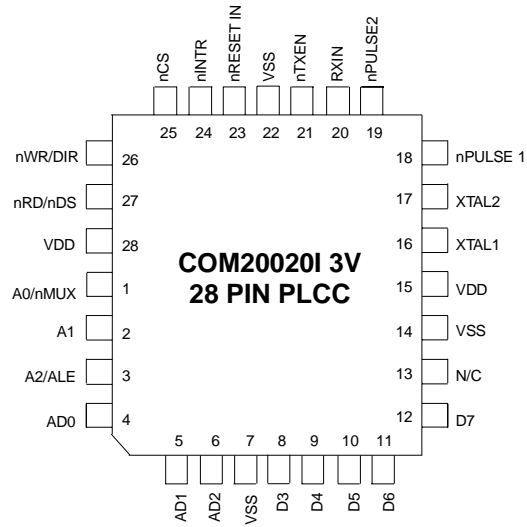 nCS
nINTR
nRESET IN
VSS
nTXEN
RXIN
nPULSE2
25
24
23
22
21
20
19
nWR/DIR
26
18
nPULSE 1
nRD/nDS
27
17
XTAL2
VDD
28
16
XTAL1
COM20020I 3V
28 PIN PLCC
A0/nMUX
1
15
VDD
A1
2
14
VSS
A2/ALE
3
13
N/C
AD0
4
12
D7
5
6
7
8
9
10
11
AD1
AD2
VSS
D3
D4
D5
D6